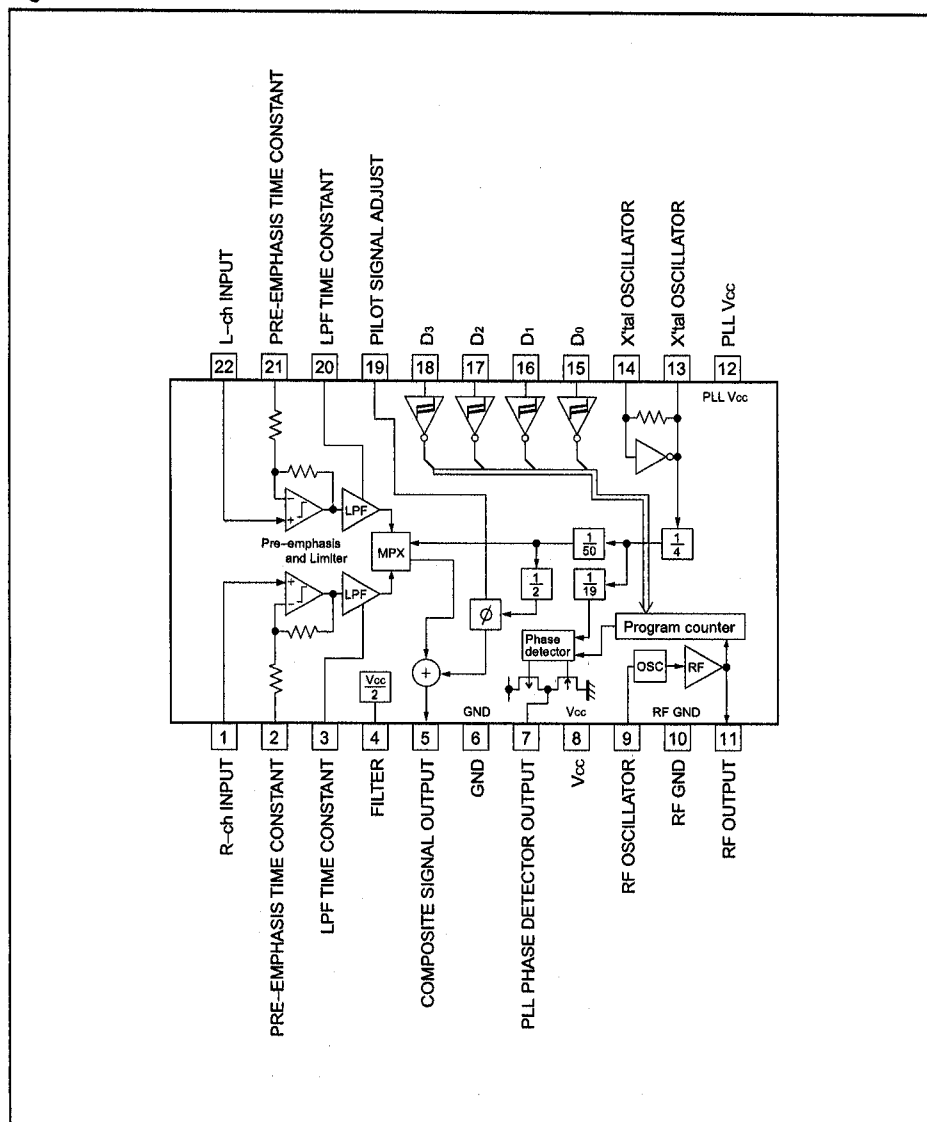 L-ch INPUT
PRE-EMPHASIS TIME CONSTANT
LPF TIME CONSTANT
PILOT SIGNAL ADJUST
D3
D2
D1
D0
X'tal OSCILLATOR
X'tal OSCILLATOR
PLL Vcc
22
21
20
19
18
17
16
15
14
13
12
PLL Vcc
LPF
Pre-emphasis
and Limiter
MPX
1/50
1/4
1/2
1/19
LPF
ϕ
Program counter
Phase
detector
OSC
RF
+
Vcc/2
GND
Vcc
RF GND
1
2
3
4
5
6
7
8
9
10
11
R-ch INPUT
PRE-EMPHASIS TIME CONSTANT
LPF TIME CONSTANT
FILTER
COMPOSITE SIGNAL OUTPUT
GND
PLL PHASE DETECTOR OUTPUT
Vcc
RF OSCILLATOR
RF GND
RF OUTPUT